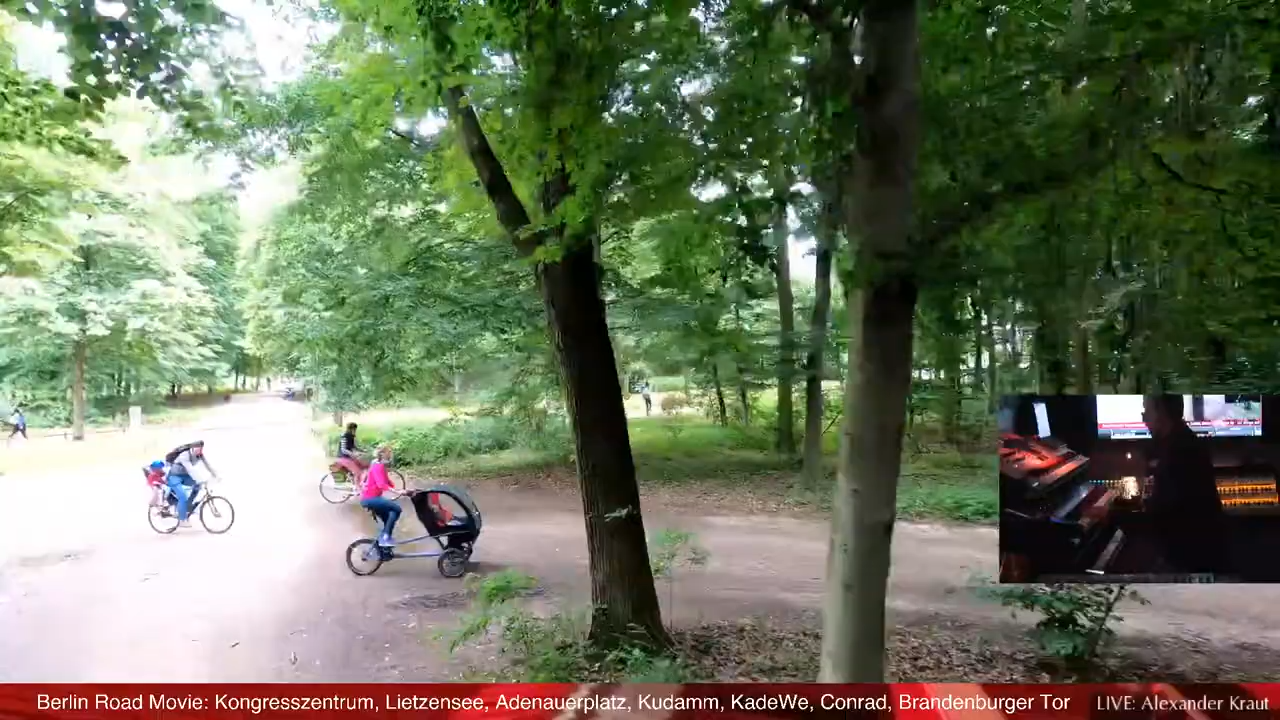 Berlin Road Movie: Kongresszentrum, Lietzensee, Adenauerplatz, Kudamm, KadeWe, Conrad, Brandenburger Tor
LIVE: Alexander Kraut